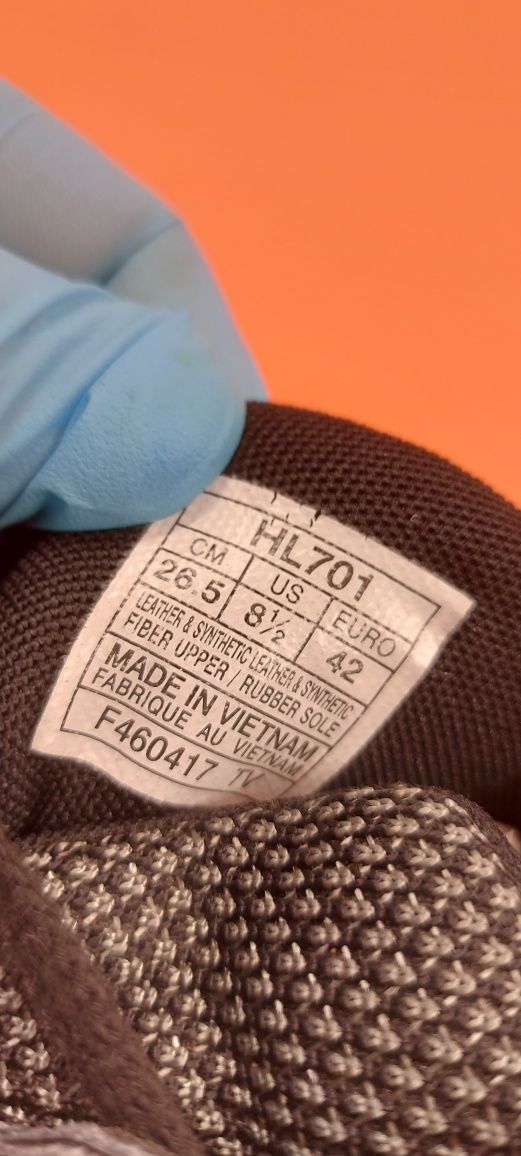 HL701
CM US EURO
26.5 8½ 42
LEATHER & SYNTHETIC LEATHER & SYNTHETIC
FIBER UPPER / RUBBER SOLE
MADE IN VIETNAM
FABRIQUE AU VIETNAM
F460417 TV